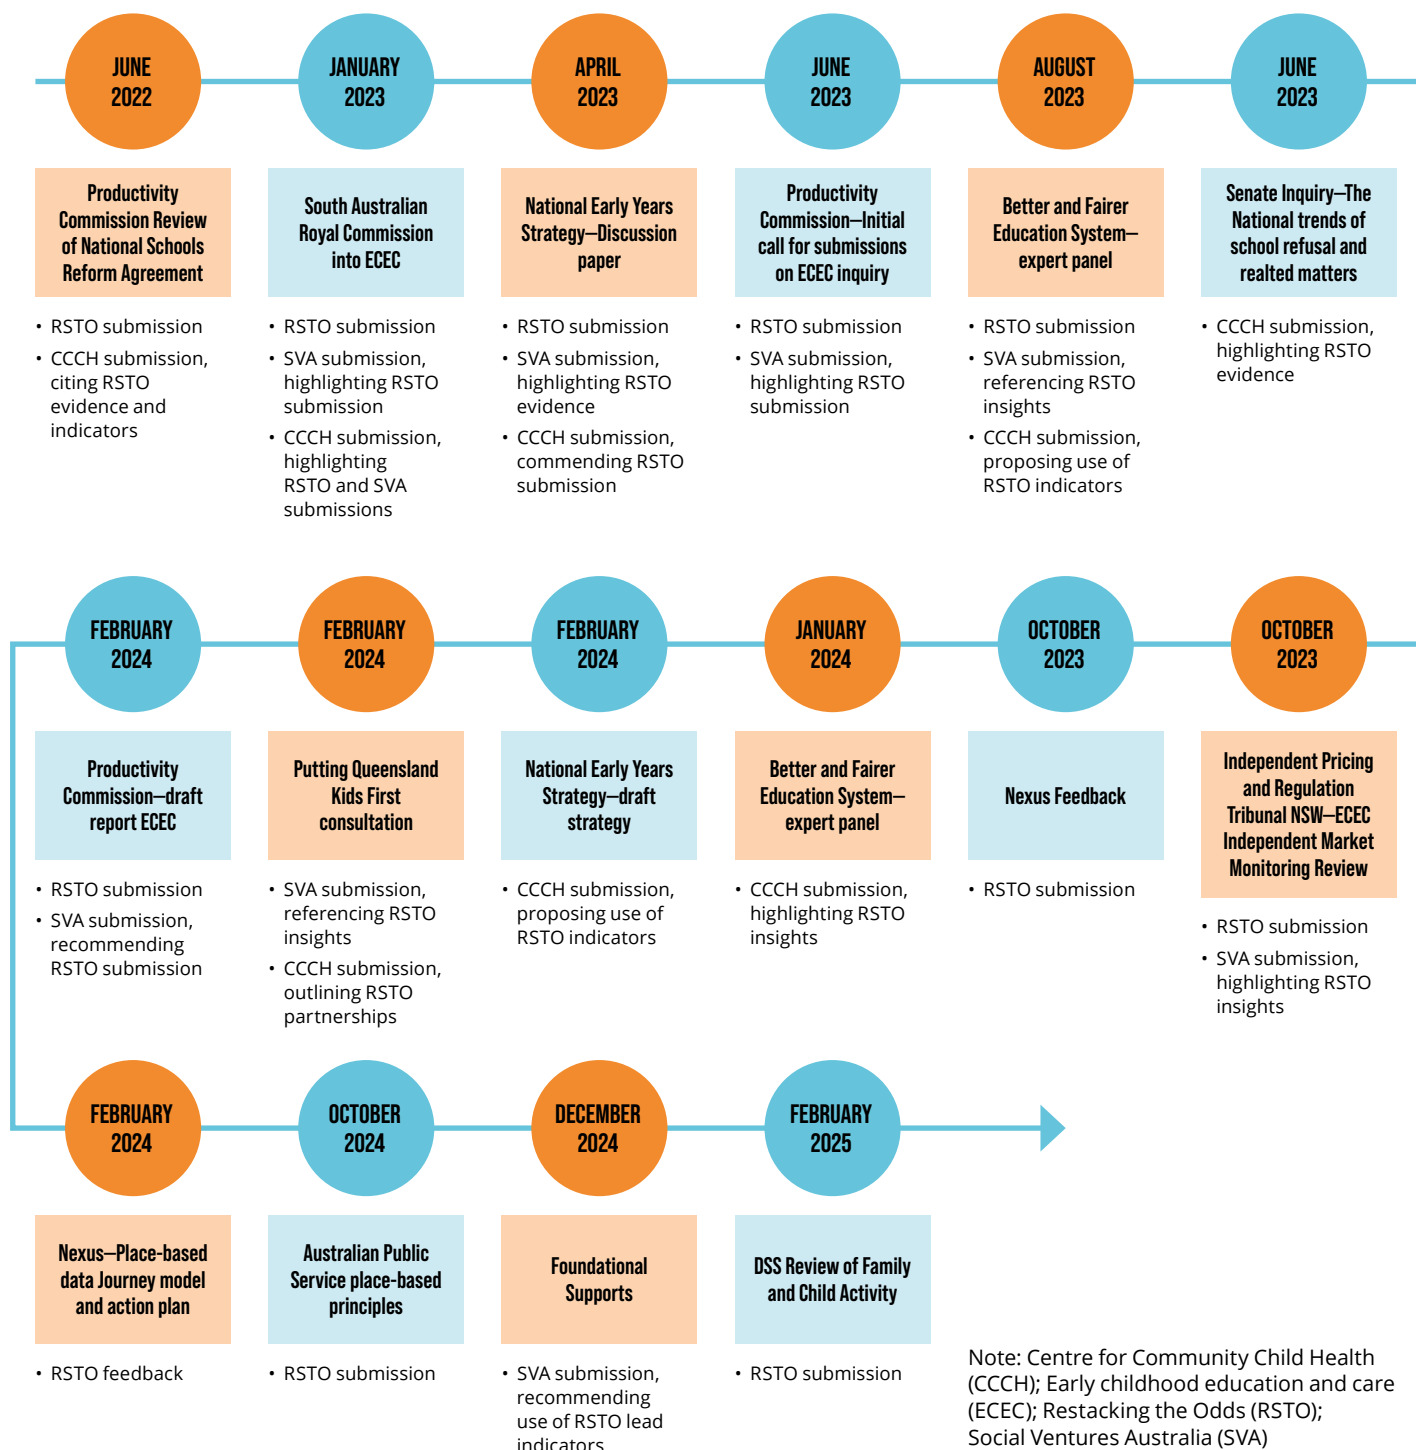 JUNE
2022
JANUARY
2023
APRIL
2023
JUNE
2023
AUGUST
2023
JUNE
2023
Productivity
Commission Review
of National Schools
Reform Agreement
South Australian
Royal Commission
into ECEC
National Early Years
Strategy—Discussion
paper
Productivity
Commission—Initial
call for submissions
on ECEC inquiry
Better and Fairer
Education System—
expert panel
Senate Inquiry—The
National trends of
school refusal and
realted matters
• RSTO submission
• CCCH submission,
citing RSTO
evidence and
indicators
• RSTO submission
• SVA submission,
highlighting RSTO
submission
• CCCH submission,
highlighting
RSTO and SVA
submissions
• RSTO submission
• SVA submission,
highlighting RSTO
evidence
• CCCH submission,
commending RSTO
submission
• RSTO submission
• SVA submission,
highlighting RSTO
submission
• RSTO submission
• SVA submission,
referencing RSTO
insights
• CCCH submission,
proposing use of
RSTO indicators
• CCCH submission,
highlighting RSTO
evidence
FEBRUARY
2024
FEBRUARY
2024
FEBRUARY
2024
JANUARY
2024
OCTOBER
2023
OCTOBER
2023
Productivity
Commission—draft
report ECEC
Putting Queensland
Kids First
consultation
National Early Years
Strategy—draft
strategy
Better and Fairer
Education System—
expert panel
Nexus Feedback
Independent Pricing
and Regulation
Tribunal NSW—ECEC
Independent Market
Monitoring Review
• RSTO submission
• SVA submission,
recommending
RSTO submission
• SVA submission,
referencing RSTO
insights
• CCCH submission,
outlining RSTO
partnerships
• CCCH submission,
proposing use of
RSTO indicators
• CCCH submission,
highlighting RSTO
insights
• RSTO submission
• RSTO submission
• SVA submission,
highlighting RSTO
insights
FEBRUARY
2024
OCTOBER
2024
DECEMBER
2024
FEBRUARY
2025
Nexus—Place-based
data Journey model
and action plan
Australian Public
Service place-based
principles
Foundational
Supports
DSS Review of Family
and Child Activity
• RSTO feedback
• RSTO submission
• SVA submission,
recommending
use of RSTO lead
indicators
• RSTO submission
Note: Centre for Community Child Health
(CCCH); Early childhood education and care
(ECEC); Restacking the Odds (RSTO);
Social Ventures Australia (SVA)